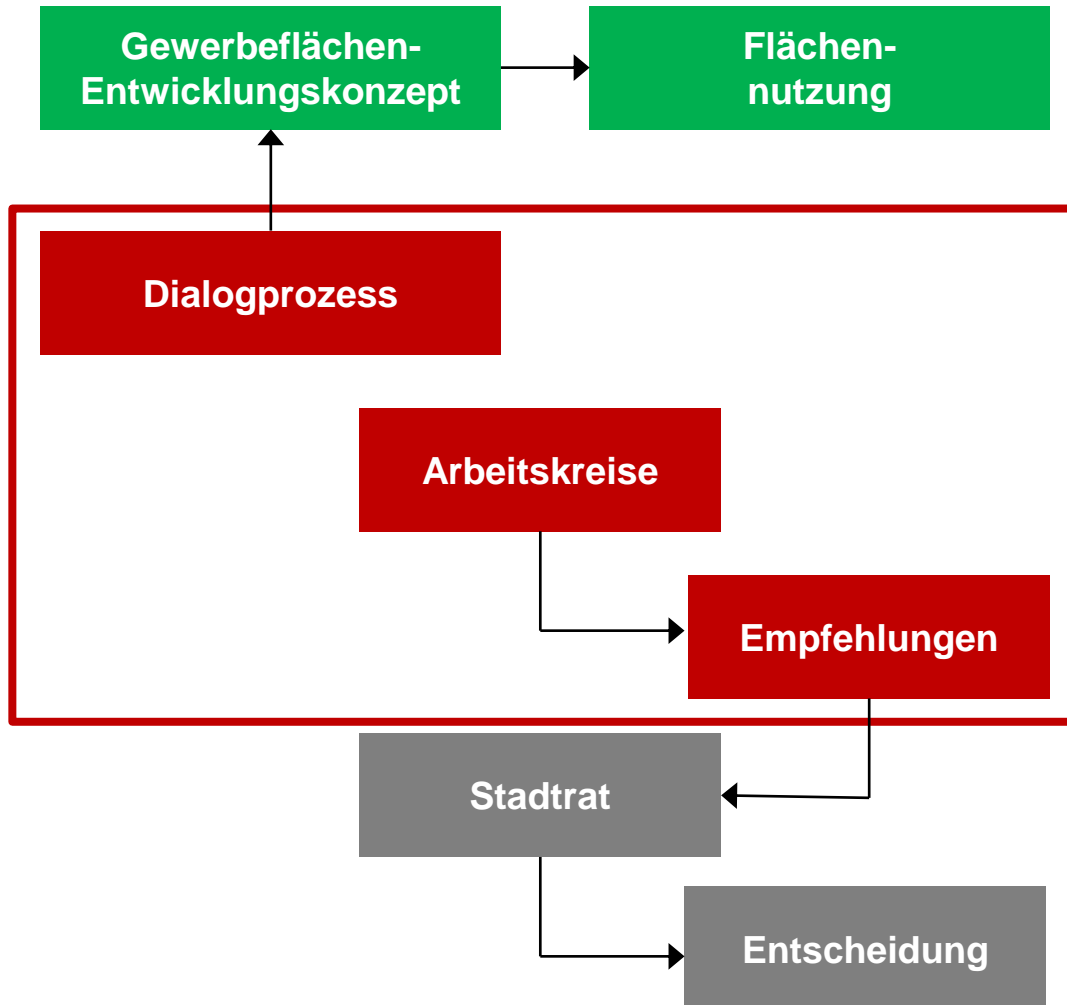 Gewerbeflächen-
Entwicklungskonzept
Flächen-
nutzung
Dialogprozess
Arbeitskreise
Empfehlungen
Stadtrat
Entscheidung